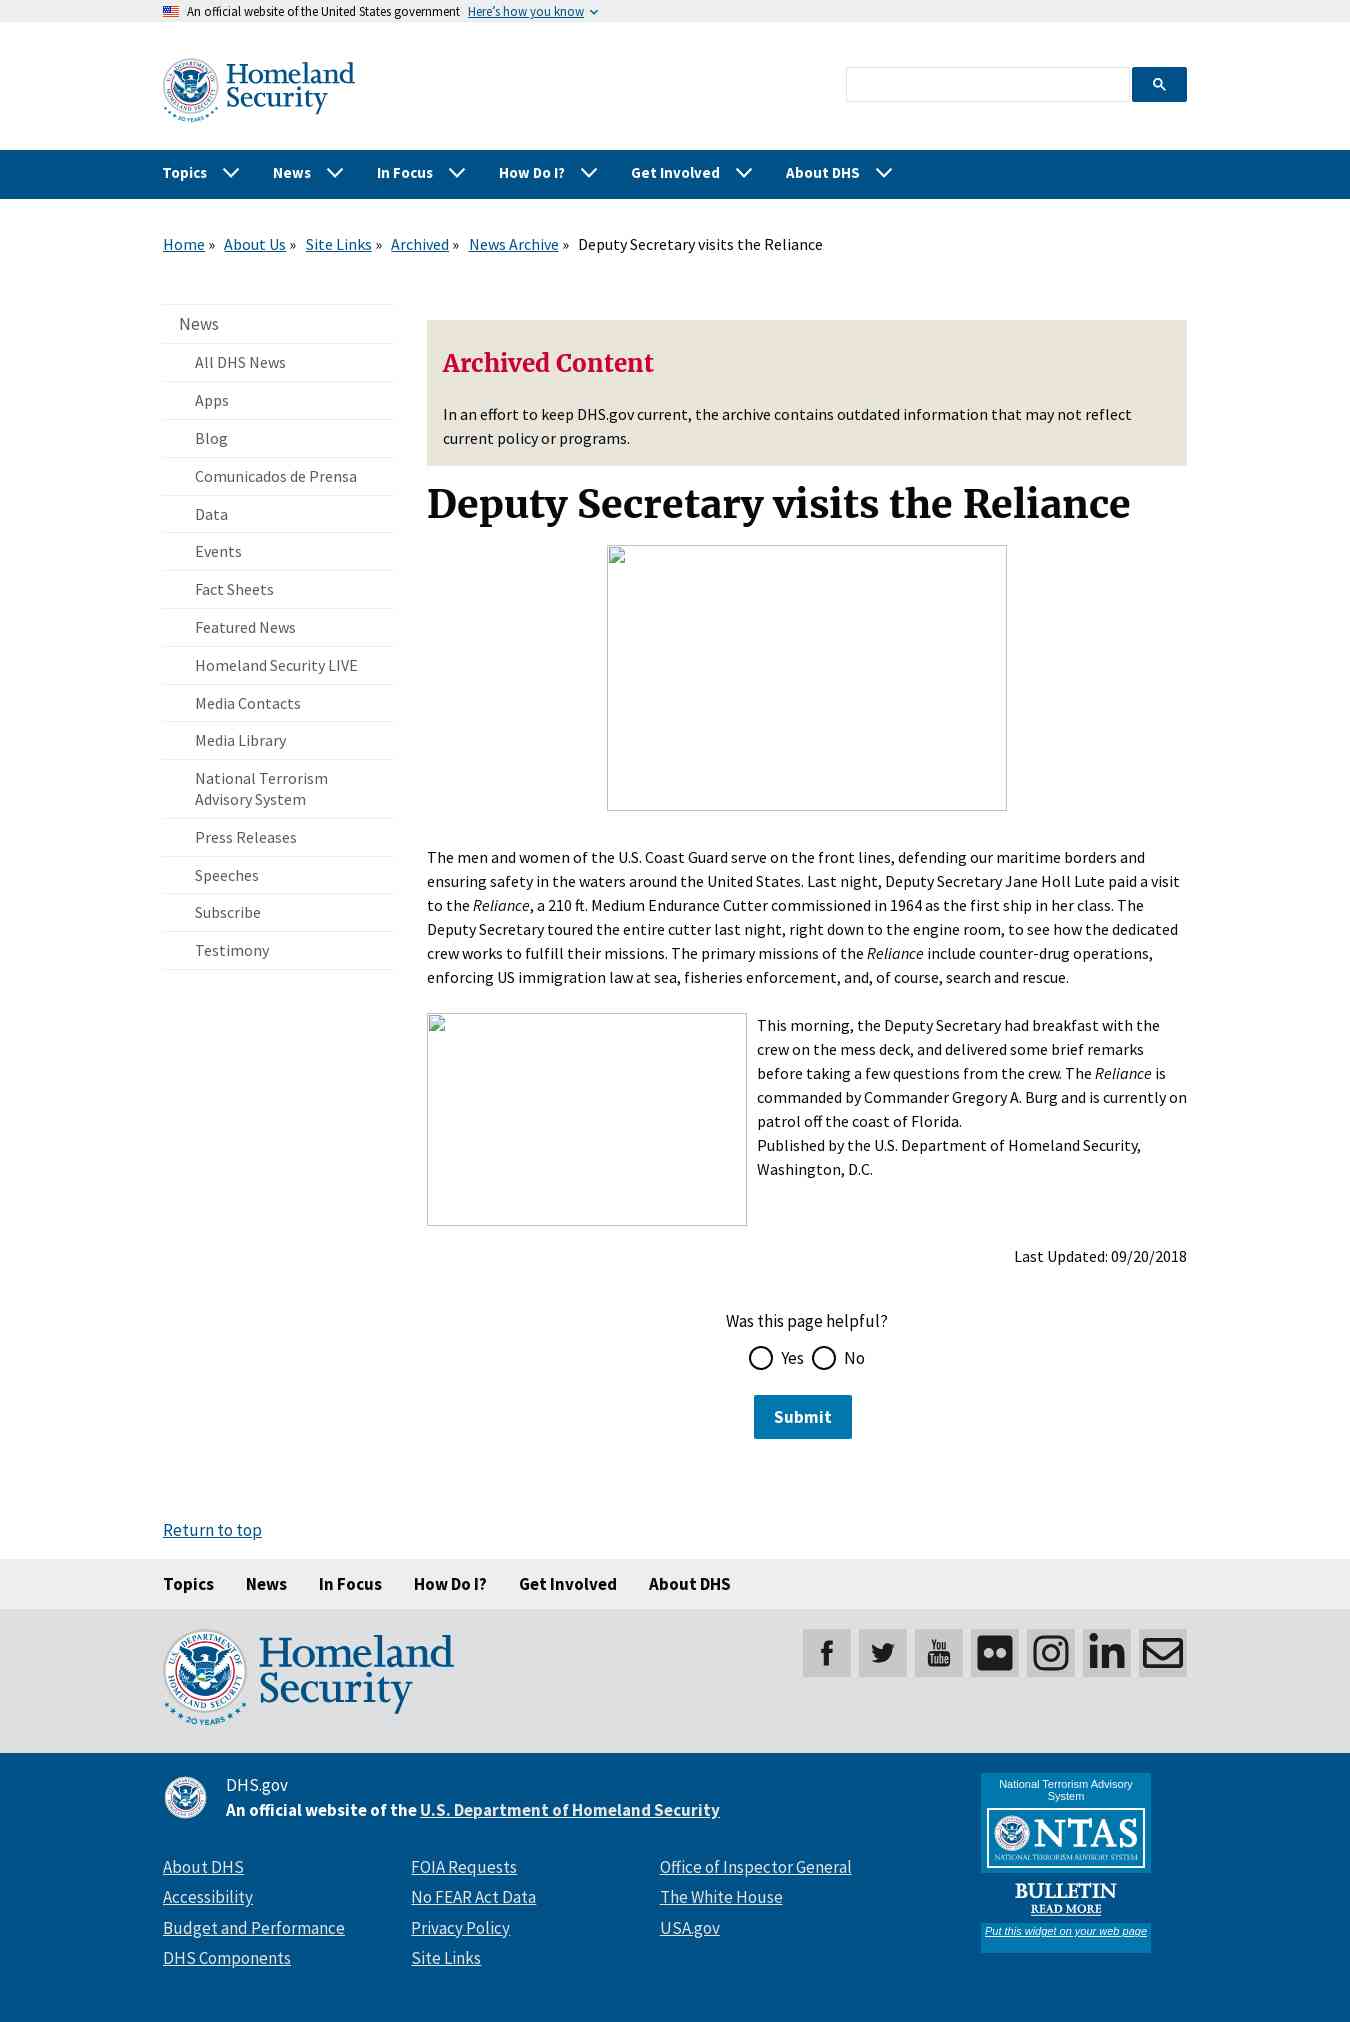 An official website of the United States government Here's how you know
Homeland
Security
U.S. DEPARTMENT OF HOMELAND SECURITY
20 YEARS
Topics News In Focus How Do I? Get Involved About DHS
Home » About Us » Site Links » Archived » News Archive » Deputy Secretary visits the Reliance
News
All DHS News
Apps
Blog
Comunicados de Prensa
Data
Events
Fact Sheets
Featured News
Homeland Security LIVE
Media Contacts
Media Library
National Terrorism
Advisory System
Press Releases
Speeches
Subscribe
Testimony
Archived Content
In an effort to keep DHS.gov current, the archive contains outdated information that may not reflect
current policy or programs.
Deputy Secretary visits the Reliance
The men and women of the U.S. Coast Guard serve on the front lines, defending our maritime borders and
ensuring safety in the waters around the United States. Last night, Deputy Secretary Jane Holl Lute paid a visit
to the Reliance, a 210 ft. Medium Endurance Cutter commissioned in 1964 as the first ship in her class. The
Deputy Secretary toured the entire cutter last night, right down to the engine room, to see how the dedicated
crew works to fulfill their missions. The primary missions of the Reliance include counter-drug operations,
enforcing US immigration law at sea, fisheries enforcement, and, of course, search and rescue.
This morning, the Deputy Secretary had breakfast with the
crew on the mess deck, and delivered some brief remarks
before taking a few questions from the crew. The Reliance is
commanded by Commander Gregory A. Burg and is currently on
patrol off the coast of Florida.
Published by the U.S. Department of Homeland Security,
Washington, D.C.
Last Updated: 09/20/2018
Was this page helpful?
Yes No
Submit
Return to top
Topics News In Focus How Do I? Get Involved About DHS
U.S. DEPARTMENT OF HOMELAND SECURITY
20 YEARS
Homeland
Security
You
Tube
in
DHS.gov
An official website of the U.S. Department of Homeland Security
About DHS
Accessibility
Budget and Performance
DHS Components
FOIA Requests
No FEAR Act Data
Privacy Policy
Site Links
Office of Inspector General
The White House
USA.gov
National Terrorism Advisory
System
NTAS
NATIONAL TERRORISM ADVISORY SYSTEM
BULLETIN
READ MORE
Put this widget on your web page